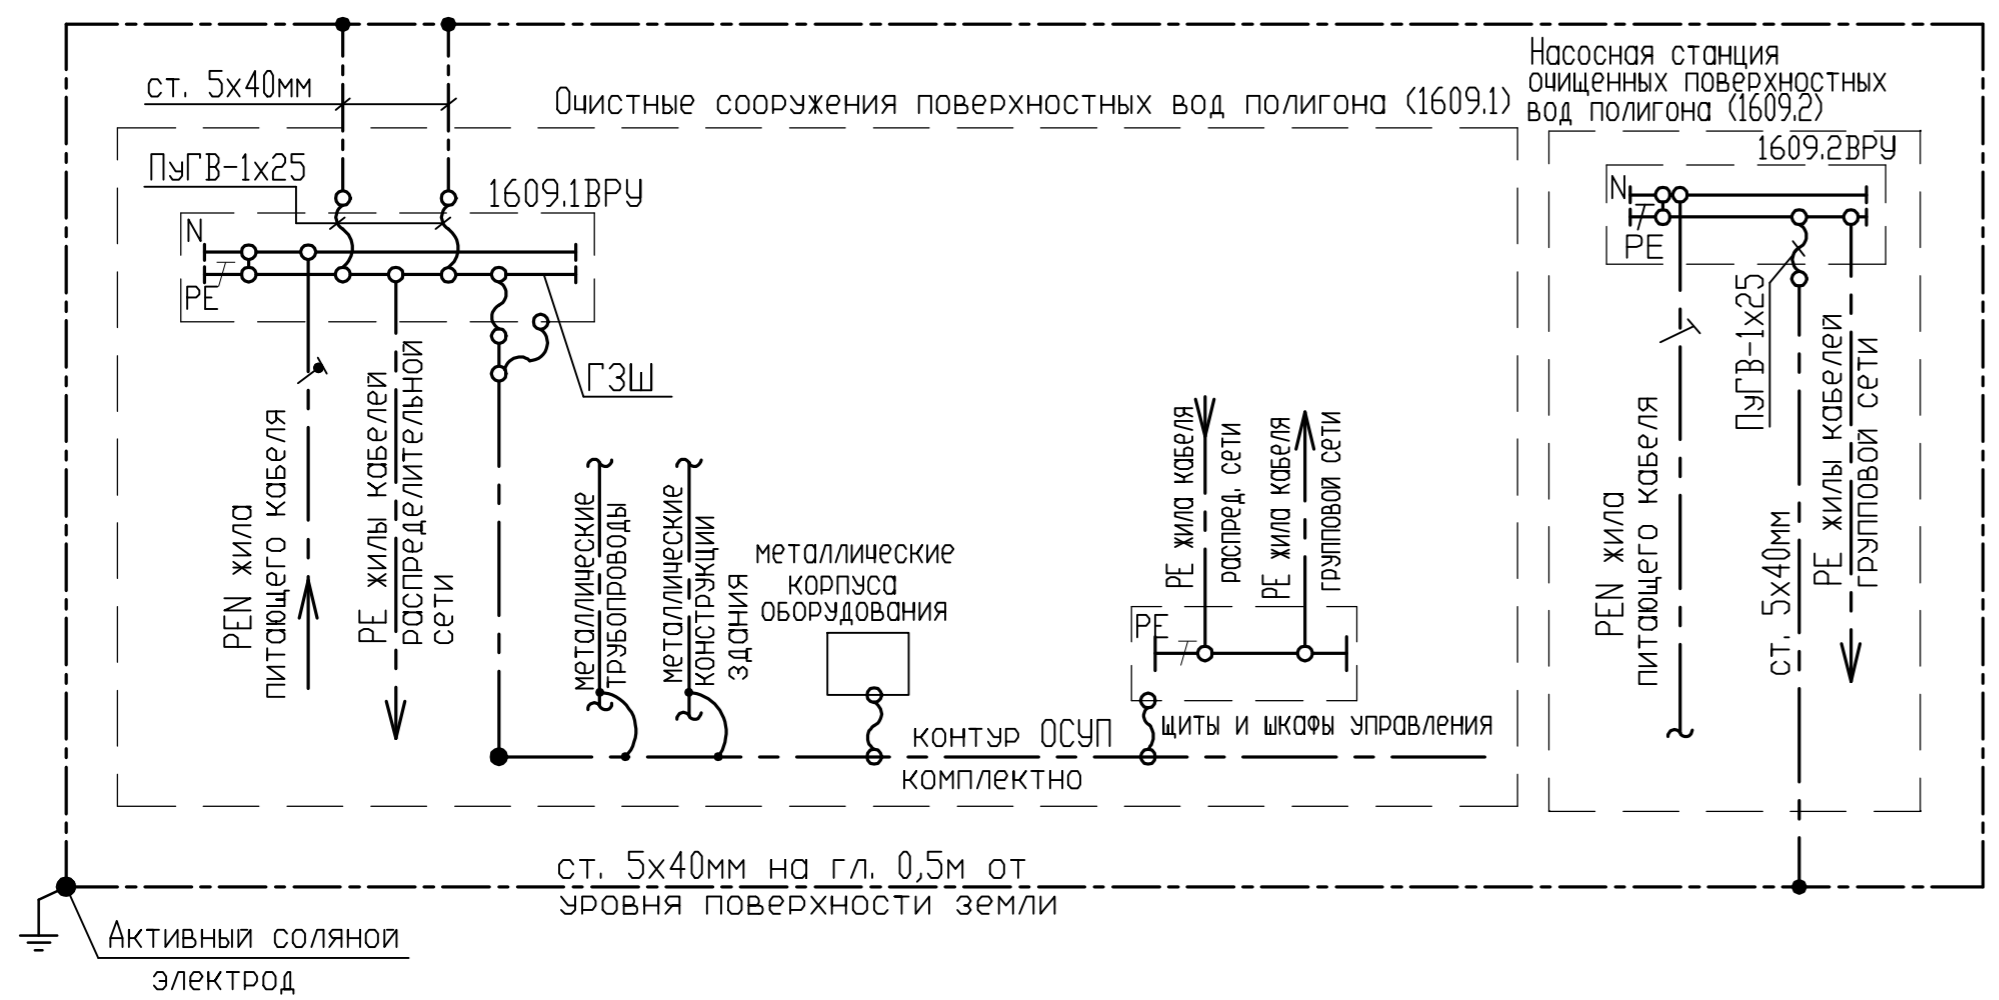 Насосная станция
очищенных поверхностных
вод полигона (1609.2)
ст. 5х40мм
Очистные сооружения поверхностных вод полигона (1609.1)
1609.2ВРУ
ПуГВ-1х25
1609.1ВРУ
N
PE
N
PE
ГЗШ
ПуГВ-1х25
PEN жила
питающего кабеля
PE жилы кабелей
распределительной
сети
металлические
трубопроводы
металлические
конструкции
здания
металлические
корпуса
оборудования
PE жила кабеля
распред. сети
PE жила кабеля
групповой сети
PE
щиты и шкафы управления
контур ОСУП
комплектно
PEN жила
питающего кабеля
ст. 5х40мм
PE жилы кабелей
групповой сети
ст. 5х40мм на гл. 0,5м от
уровня поверхности земли
Активный соляной
электрод